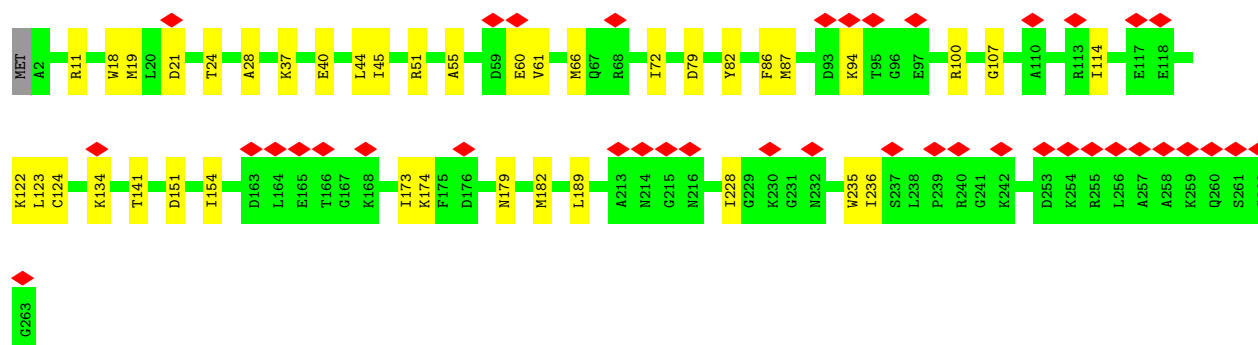 MET A2 R11 W18 M19 L20 D21 T24 A28 K37 E40 L44 I45 R51 A55 D59 E60 V61 M66 Q67 R68 I72 D79 Y82 F86 M87 D93 K94 T95 G96 E97 R100 G107 A110 R113 I114 E117 E118
K122 L123 C124 K134 T141 D151 I154 D163 L164 E165 T166 G167 K168 I173 K174 F175 D176 N179 M182 L189 A213 N214 G215 N216 I228 G229 K230 G231 N232 W235 I236 S237 L238 P239 R240 G241 K242 D253 K254 R255 L256 A257 A258 K259 Q260 S261
G263